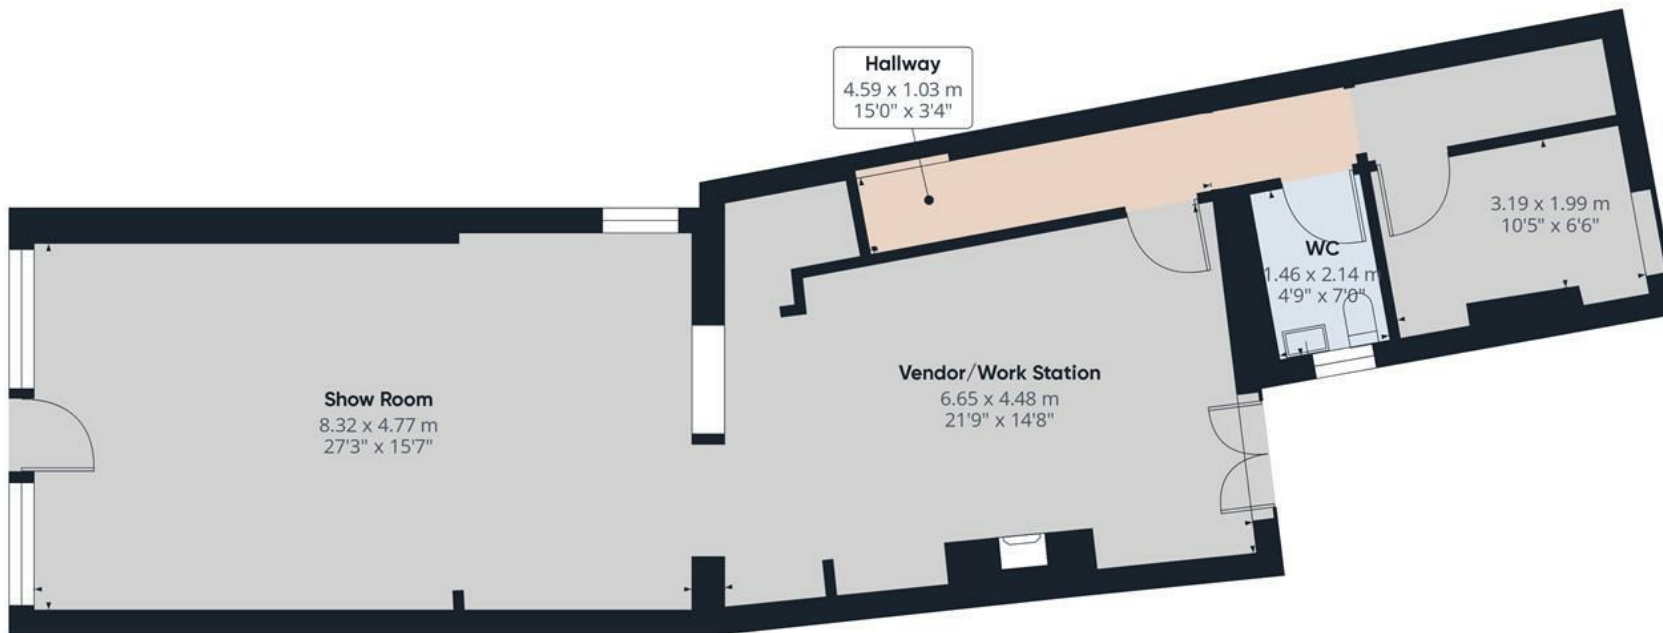 Hallway
4.59 x 1.03 m
15'0" x 3'4"
3.19 x 1.99 m
10'5" x 6'6"
WC
1.46 x 2.14 m
4'9" x 7'0"
Vendor/Work Station
6.65 x 4.48 m
21'9" x 14'8"
Show Room
8.32 x 4.77 m
27'3" x 15'7"